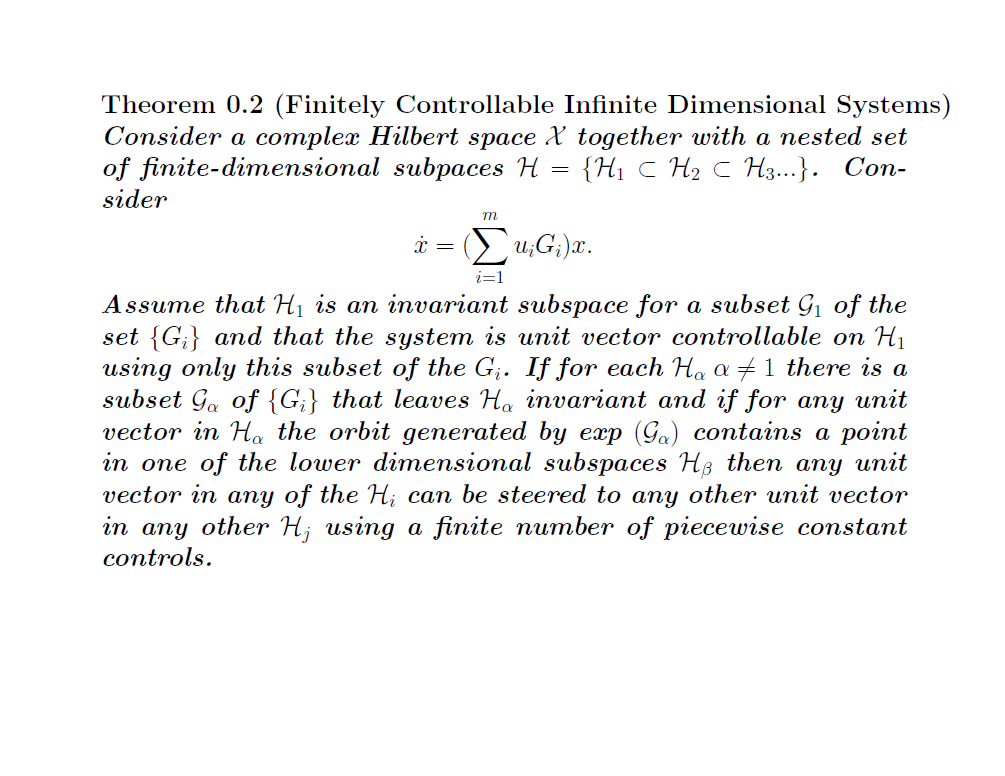 Theorem 0.2 (Finitely Controllable Infinite Dimensional Systems)
Consider a complex Hilbert space 𝒳 together with a nested set
of finite-dimensional subpaces ℋ = {ℋ₁ ⊂ ℋ₂ ⊂ ℋ₃...}. Con-
sider
ẋ = (∑_{i=1}^{m} uᵢGᵢ)x.
Assume that ℋ₁ is an invariant subspace for a subset 𝒢₁ of the
set {Gᵢ} and that the system is unit vector controllable on ℋ₁
using only this subset of the Gᵢ. If for each ℋ_α α ≠ 1 there is a
subset 𝒢_α of {Gᵢ} that leaves ℋ_α invariant and if for any unit
vector in ℋ_α the orbit generated by exp (𝒢_α) contains a point
in one of the lower dimensional subspaces ℋ_β then any unit
vector in any of the ℋᵢ can be steered to any other unit vector
in any other ℋⱼ using a finite number of piecewise constant
controls.